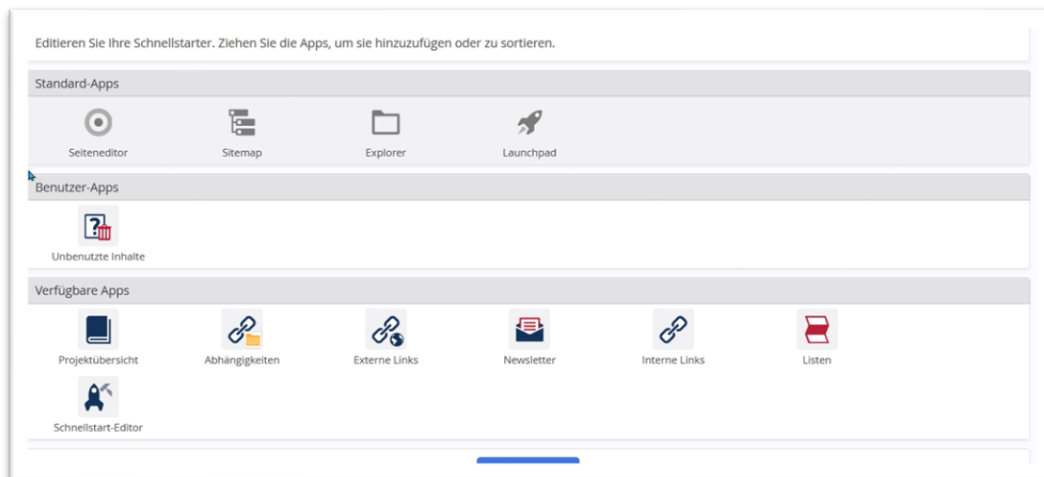 Editieren Sie Ihre Schnellstarter. Ziehen Sie die Apps, um sie hinzuzufügen oder zu sortieren.
Standard-Apps
Seiteneditor Sitemap Explorer Launchpad
Benutzer-Apps
Unbenutzte Inhalte
Verfügbare Apps
Projektübersicht Abhängigkeiten Externe Links Newsletter Interne Links Listen
Schnellstart-Editor